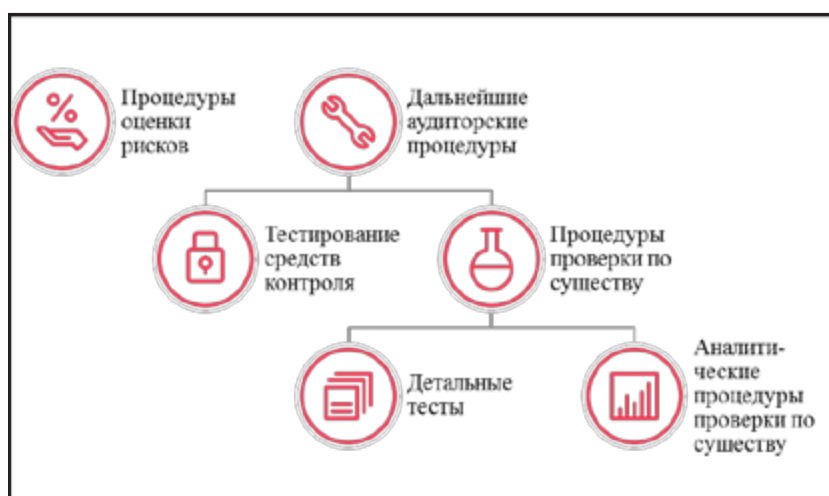 Процедуры
оценки
рисков
Дальнейшие
аудиторские
процедуры
Тестирование
средств
контроля
Процедуры
проверки по
существу
Детальные
тесты
Аналити-
ческие
процедуры
проверки по
существу